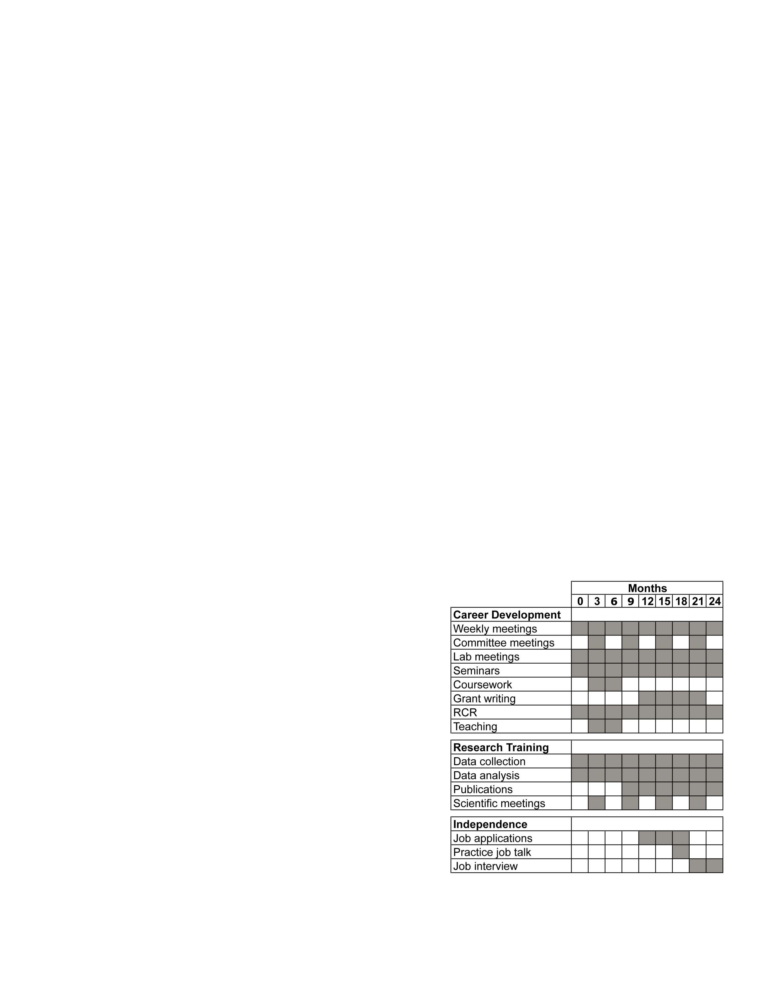 Months
0 3 6 9 12 15 18 21 24
Career Development
Weekly meetings
Committee meetings
Lab meetings
Seminars
Coursework
Grant writing
RCR
Teaching
Research Training
Data collection
Data analysis
Publications
Scientific meetings
Independence
Job applications
Practice job talk
Job interview